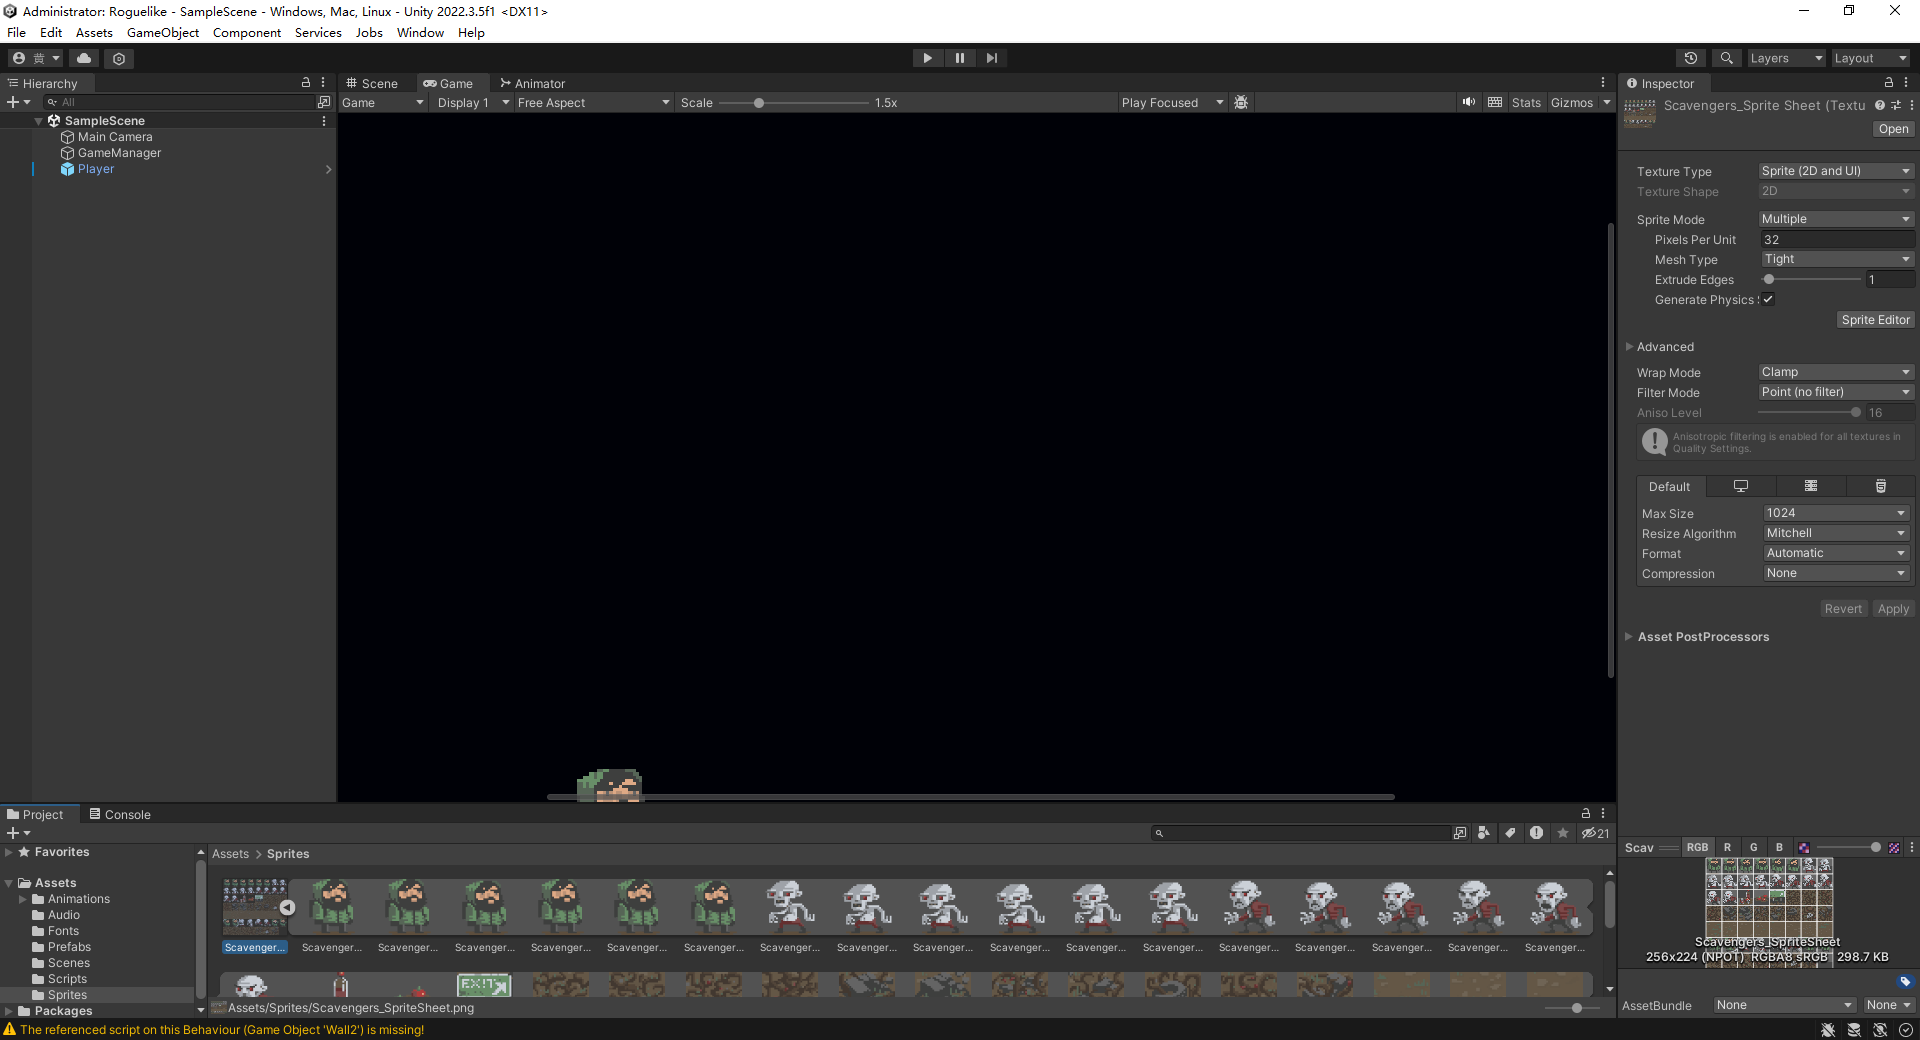 Administrator: Roguelike - SampleScene - Windows, Mac, Linux - Unity 2022.3.5f1 <DX11>
File Edit Assets GameObject Component Services Jobs Window Help
黄 Layers Layout
Hierarchy
All
SampleScene
Main Camera
GameManager
Player
Scene Game Animator
Game Display 1 Free Aspect Scale 1.5x Play Focused Stats Gizmos
Inspector
Scavengers_Sprite Sheet (Textu
Open
Texture Type Sprite (2D and UI)
Texture Shape 2D
Sprite Mode Multiple
Pixels Per Unit 32
Mesh Type Tight
Extrude Edges 1
Generate Physics S
Sprite Editor
Advanced
Wrap Mode Clamp
Filter Mode Point (no filter)
Aniso Level 16
Anisotropic filtering is enabled for all textures in
Quality Settings.
Default
Max Size 1024
Resize Algorithm Mitchell
Format Automatic
Compression None
Revert Apply
Asset PostProcessors
Project Console
21
Favorites
Assets
Animations
Audio
Fonts
Prefabs
Scenes
Scripts
Sprites
Packages
Assets > Sprites
Scavenger... Scavenger... Scavenger... Scavenger... Scavenger... Scavenger... Scavenger... Scavenger... Scavenger... Scavenger... Scavenger... Scavenger... Scavenger... Scavenger... Scavenger... Scavenger... Scavenger... Scavenger...
EXIT
Assets/Sprites/Scavengers_SpriteSheet.png
Scav RGB R G B
Scavengers_SpriteSheet
256x224 (NPOT) RGBA8 sRGB 298.7 KB
AssetBundle None None
The referenced script on this Behaviour (Game Object 'Wall2') is missing!